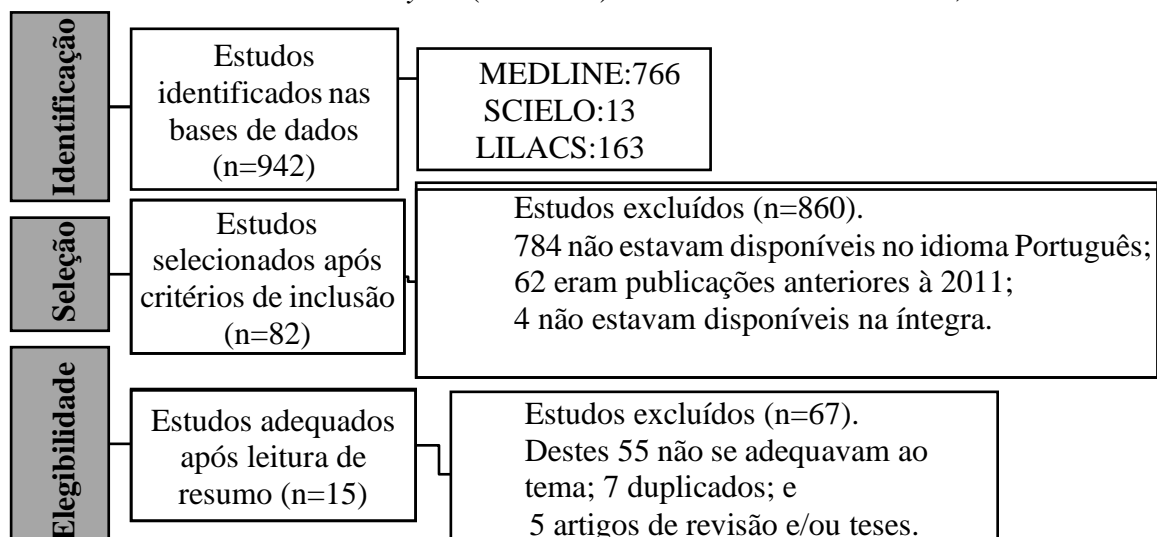 Identificação
Estudos
identificados nas
bases de dados
(n=942)
MEDLINE:766
SCIELO:13
LILACS:163
Seleção
Estudos
selecionados após
critérios de inclusão
(n=82)
Estudos excluídos (n=860).
784 não estavam disponíveis no idioma Português;
62 eram publicações anteriores à 2011;
4 não estavam disponíveis na íntegra.
Elegibilidade
Estudos adequados
após leitura de
resumo (n=15)
Estudos excluídos (n=67).
Destes 55 não se adequavam ao
tema; 7 duplicados; e
5 artigos de revisão e/ou teses.